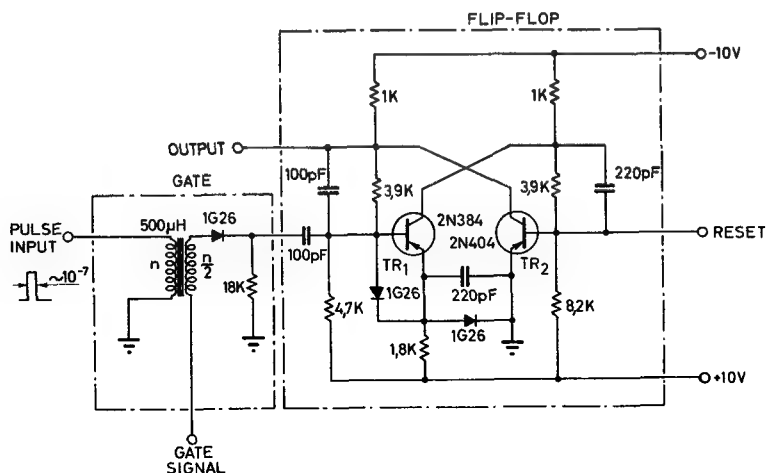 FLIP-FLOP
-10V
1K
1K
OUTPUT
100pF
220pF
GATE
3,9K
3,9K
500µH
1G26
2N384
PULSE INPUT
RESET
2N404
n
n/2
100pF
TR1
TR2
~10-7
18K
1G26
220pF
4,7K
8,2K
1G26
1,8K
+10V
GATE
SIGNAL